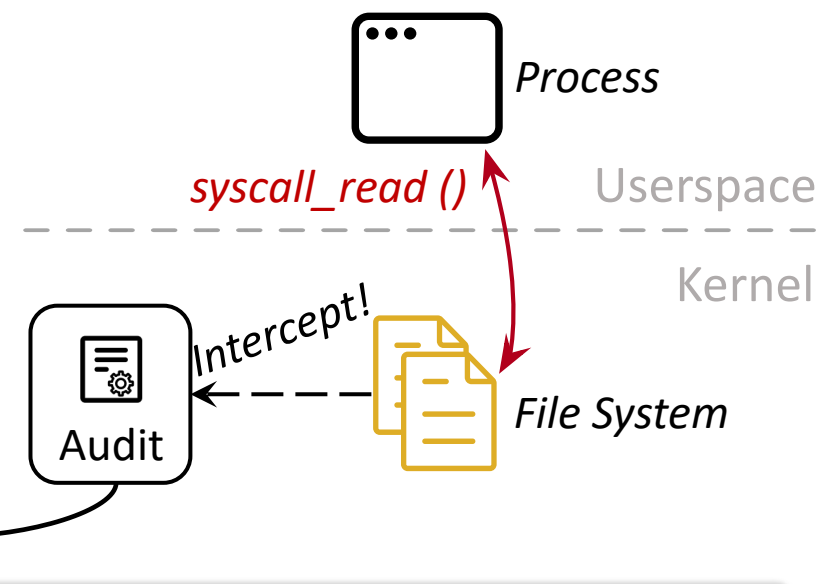 Process
syscall_read ()
Userspace
Kernel
Intercept!
Audit
File System